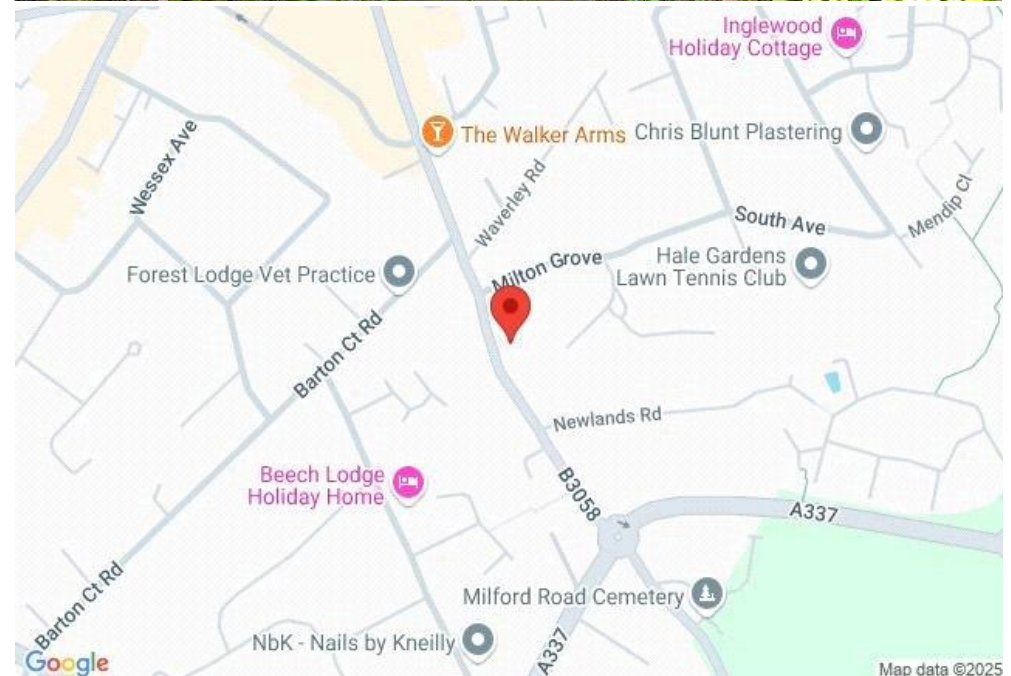 Inglewood
Holiday Cottage
The Walker Arms
Chris Blunt Plastering
Wessex Ave
Waverley Rd
Mendip Cl
South Ave
Milton Grove
Hale Gardens
Lawn Tennis Club
Forest Lodge Vet Practice
Barton Ct Rd
Newlands Rd
Beech Lodge
Holiday Home
B3058
A337
Milford Road Cemetery
Barton Ct Rd
NbK - Nails by Kneilly
A337
Google
Map data ©2025